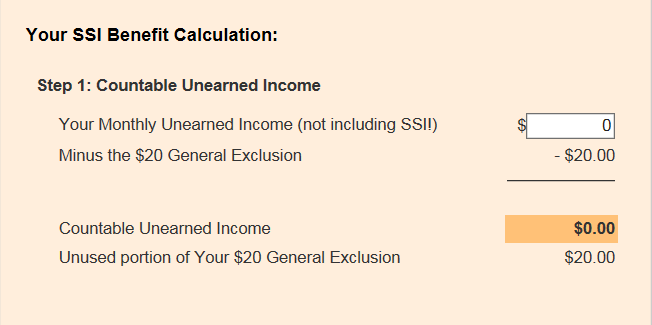 Your SSI Benefit Calculation:
Step 1: Countable Unearned Income
Your Monthly Unearned Income (not including SSI!) $ 0
Minus the $20 General Exclusion - $20.00
Countable Unearned Income $0.00
Unused portion of Your $20 General Exclusion $20.00